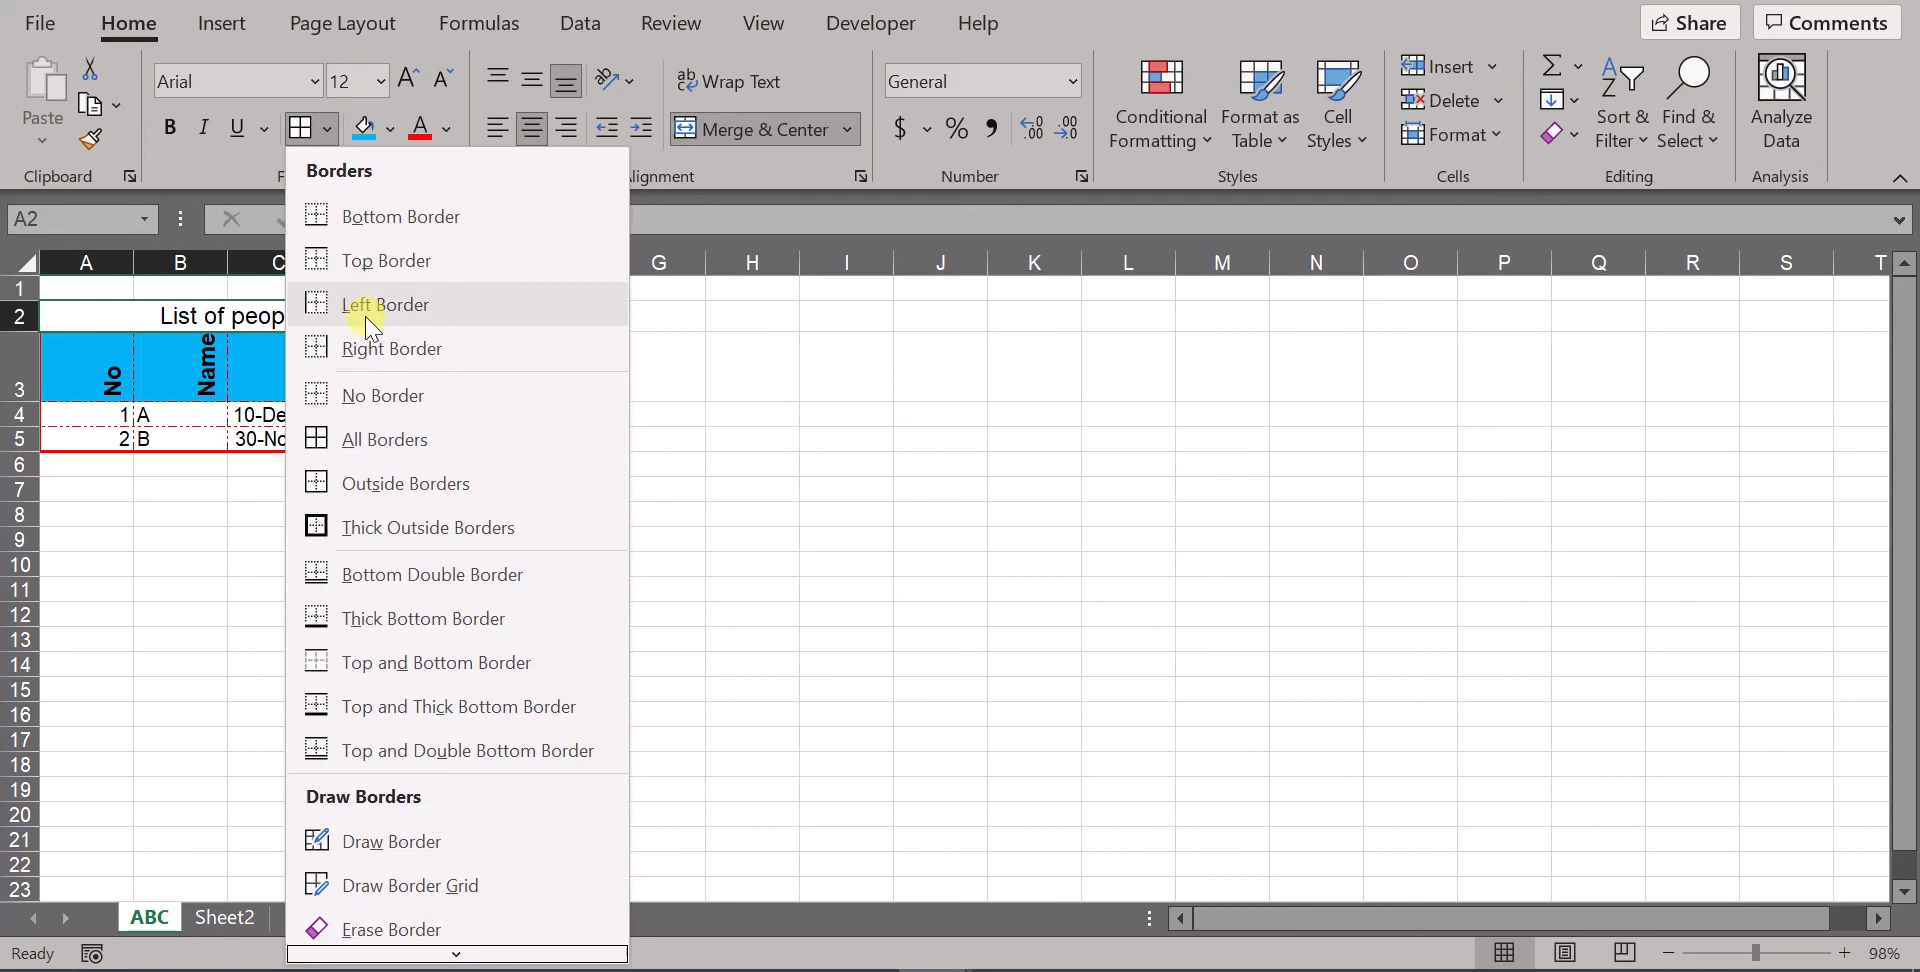 File Home Insert Page Layout Formulas Data Review View Developer Help Share Comments
Arial 12 ab Wrap Text General Insert
Paste B I U A Merge & Center $ % Conditional Formatting Format as Table Cell Styles Delete Format Sort & Filter Find & Select Analyze Data
Clipboard Alignment Number Styles Cells Editing Analysis
A2
A B C G H I J K L M N O P Q R S T
1
2 List of peop
3 No Name
4 1 A 10-De
5 2 B 30-No
6
7
8
9
10
11
12
13
14
15
16
17
18
19
20
21
22
23
Borders
Bottom Border
Top Border
Left Border
Right Border
No Border
All Borders
Outside Borders
Thick Outside Borders
Bottom Double Border
Thick Bottom Border
Top and Bottom Border
Top and Thick Bottom Border
Top and Double Bottom Border
Draw Borders
Draw Border
Draw Border Grid
Erase Border
ABC Sheet2
Ready 98%